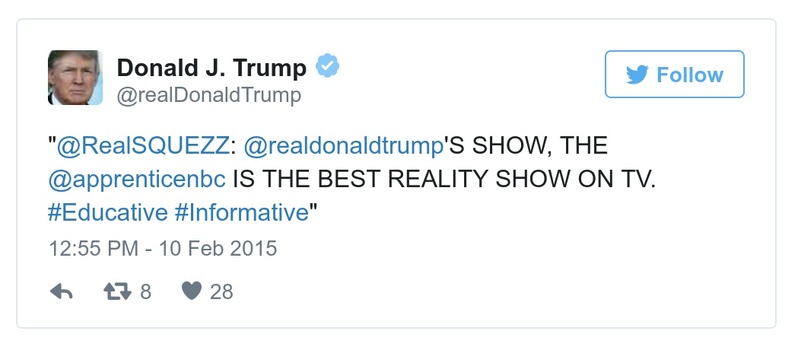 Donald J. Trump
@realDonaldTrump
Follow
"@RealSQUEZZ: @realdonaldtrump'S SHOW, THE
@apprenticenbc IS THE BEST REALITY SHOW ON TV.
#Educative #Informative"
12:55 PM - 10 Feb 2015
8
28